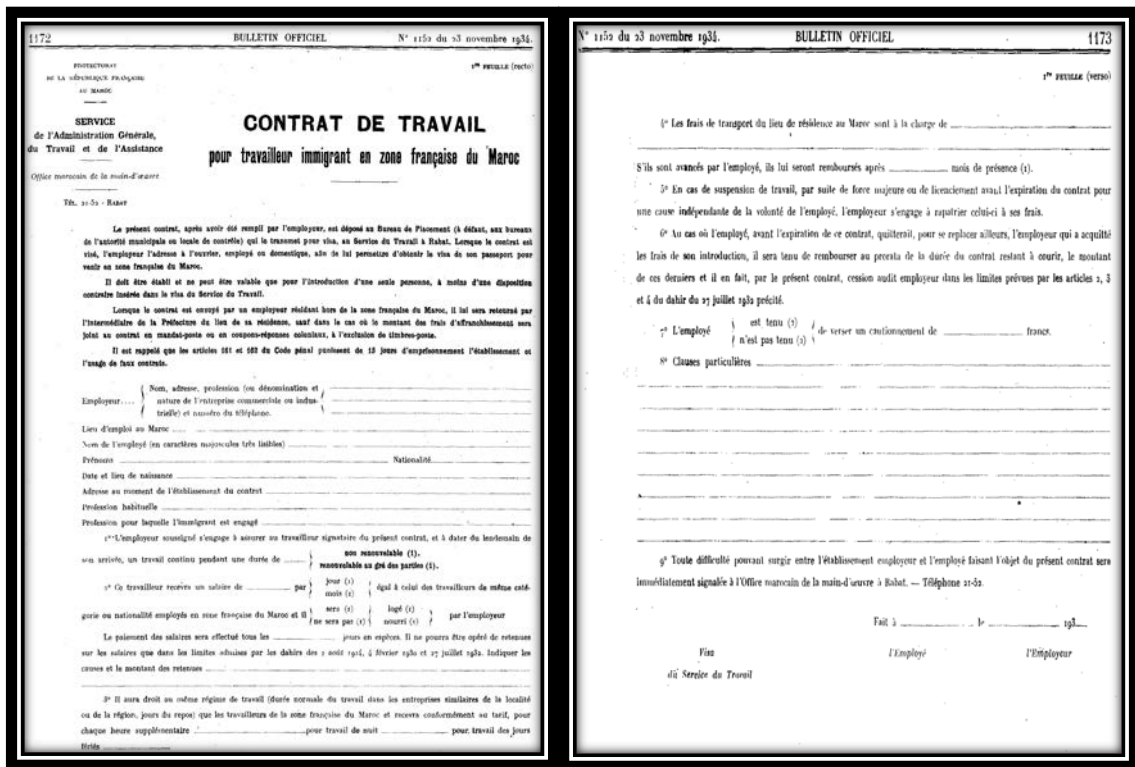 1172 BULLETIN OFFICIEL N° 1152 du 23 novembre 1934.
PROTECTORAT
DE LA RÉPUBLIQUE FRANÇAISE
AU MAROC
1re FEUILLE (recto)
SERVICE
de l'Administration Générale,
du Travail et de l'Assistance
Office marocain de la main-d'œuvre
TÉL. 21-52 - RABAT
CONTRAT DE TRAVAIL
pour travailleur immigrant en zone française du Maroc
Le présent contrat, après avoir été rempli par l'employeur, est déposé au Bureau de Placement (à défaut, aux bureaux
de l'autorité municipale ou locale de contrôle) qui le transmet pour visa, au Service du Travail à Rabat. Lorsque le contrat est
visé, l'employeur l'adresse à l'ouvrier, employé ou domestique, afin de lui permettre d'obtenir le visa de son passeport pour
venir en zone française du Maroc.
Il doit être établi et ne peut être valable que pour l'introduction d'une seule personne, à moins d'une disposition
contraire insérée dans le visa du Service du Travail.
Lorsque le contrat est envoyé par un employeur résidant hors de la zone française du Maroc, il lui sera retourné par
l'intermédiaire de la Préfecture du lieu de sa résidence, sauf dans le cas où le montant des frais d'affranchissement sera
joint au contrat en mandat-poste ou en coupons-réponses coloniaux, à l'exclusion de timbres-poste.
Il est rappelé que les articles 161 et 162 du Code pénal punissent de 15 jours d'emprisonnement l'établissement et
l'usage de faux contrats.
Employeur.... Nom, adresse, profession (ou dénomination et
nature de l'entreprise commerciale ou indus-
trielle) et numéro du téléphone.
Lieu d'emploi au Maroc
Nom de l'employé (en caractères majuscules très lisibles)
Prénoms Nationalité
Date et lieu de naissance
Adresse au moment de l'établissement du contrat
Profession habituelle
Profession pour laquelle l'immigrant est engagé
1° L'employeur soussigné s'engage à assurer au travailleur signataire du présent contrat, et à dater du lendemain de
son arrivée, un travail continu pendant une durée de non renouvelable (1).
renouvelable au gré des parties (1).
2° Ce travailleur recevra un salaire de par jour (1) mois (1) égal à celui des travailleurs de même caté-
gorie ou nationalité employés en zone française du Maroc et il sera (1) ne sera pas (1) logé (1) nourri (1) par l'employeur
Le paiement des salaires sera effectué tous les jours en espèces. Il ne pourra être opéré de retenues
sur les salaires que dans les limites admises par les dahirs des 2 août 1914, 4 février 1930 et 27 juillet 1932. Indiquer les
causes et le montant des retenues
3° Il aura droit au même régime de travail (durée normale du travail dans les entreprises similaires de la localité
ou de la région, jours du repos) que les travailleurs de la zone française du Maroc et recevra conformément au tarif, pour
chaque heure supplémentaire pour travail de nuit pour travail des jours
fériés
N° 1152 du 23 novembre 1934. BULLETIN OFFICIEL 1173
1re FEUILLE (verso)
4° Les frais de transport du lieu de résidence au Maroc sont à la charge de
S'ils sont avancés par l'employé, ils lui seront remboursés après mois de présence (1).
5° En cas de suspension de travail, par suite de force majeure ou de licenciement avant l'expiration du contrat pour
une cause indépendante de la volonté de l'employé, l'employeur s'engage à rapatrier celui-ci à ses frais.
6° Au cas où l'employé, avant l'expiration de ce contrat, quitterait, pour se replacer ailleurs, l'employeur qui a acquitté
les frais de son introduction, il sera tenu de rembourser au prorata de la durée du contrat restant à courir, le montant
de ces derniers et il en fait, par le présent contrat, cession audit employeur dans les limites prévues par les articles 2, 3
et 4 du dahir du 27 juillet 1932 précité.
7° L'employé est tenu (1) n'est pas tenu (1) de verser un cautionnement de francs.
8° Clauses particulières
9° Toute difficulté pouvant surgir entre l'établissement employeur et l'employé faisant l'objet du présent contrat sera
immédiatement signalée à l'Office marocain de la main-d'œuvre à Rabat. — Téléphone 21-52.
Fait à le 193
Visa l'Employé l'Employeur
du Service du Travail